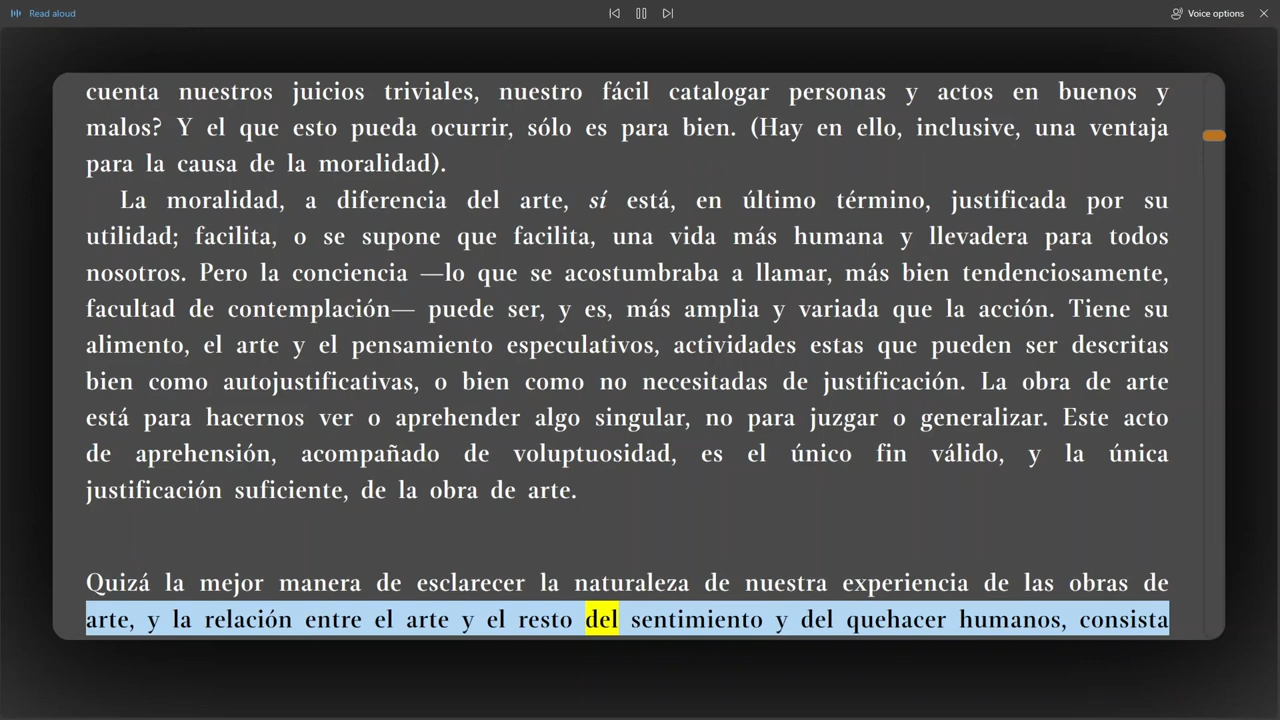 Read aloud
Voice options
cuenta nuestros juicios triviales, nuestro fácil catalogar personas y actos en buenos y
malos? Y el que esto pueda ocurrir, sólo es para bien. (Hay en ello, inclusive, una ventaja
para la causa de la moralidad).
La moralidad, a diferencia del arte, sí está, en último término, justificada por su
utilidad; facilita, o se supone que facilita, una vida más humana y llevadera para todos
nosotros. Pero la conciencia —lo que se acostumbraba a llamar, más bien tendenciosamente,
facultad de contemplación— puede ser, y es, más amplia y variada que la acción. Tiene su
alimento, el arte y el pensamiento especulativos, actividades estas que pueden ser descritas
bien como autojustificativas, o bien como no necesitadas de justificación. La obra de arte
está para hacernos ver o aprehender algo singular, no para juzgar o generalizar. Este acto
de aprehensión, acompañado de voluptuosidad, es el único fin válido, y la única
justificación suficiente, de la obra de arte.
Quizá la mejor manera de esclarecer la naturaleza de nuestra experiencia de las obras de
arte, y la relación entre el arte y el resto del sentimiento y del quehacer humanos, consista